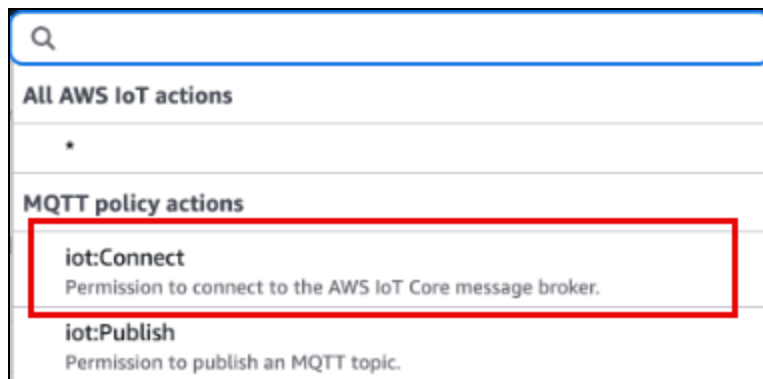 All AWS IoT actions
*
MQTT policy actions
iot:Connect
Permission to connect to the AWS IoT Core message broker.
iot:Publish
Permission to publish an MQTT topic.